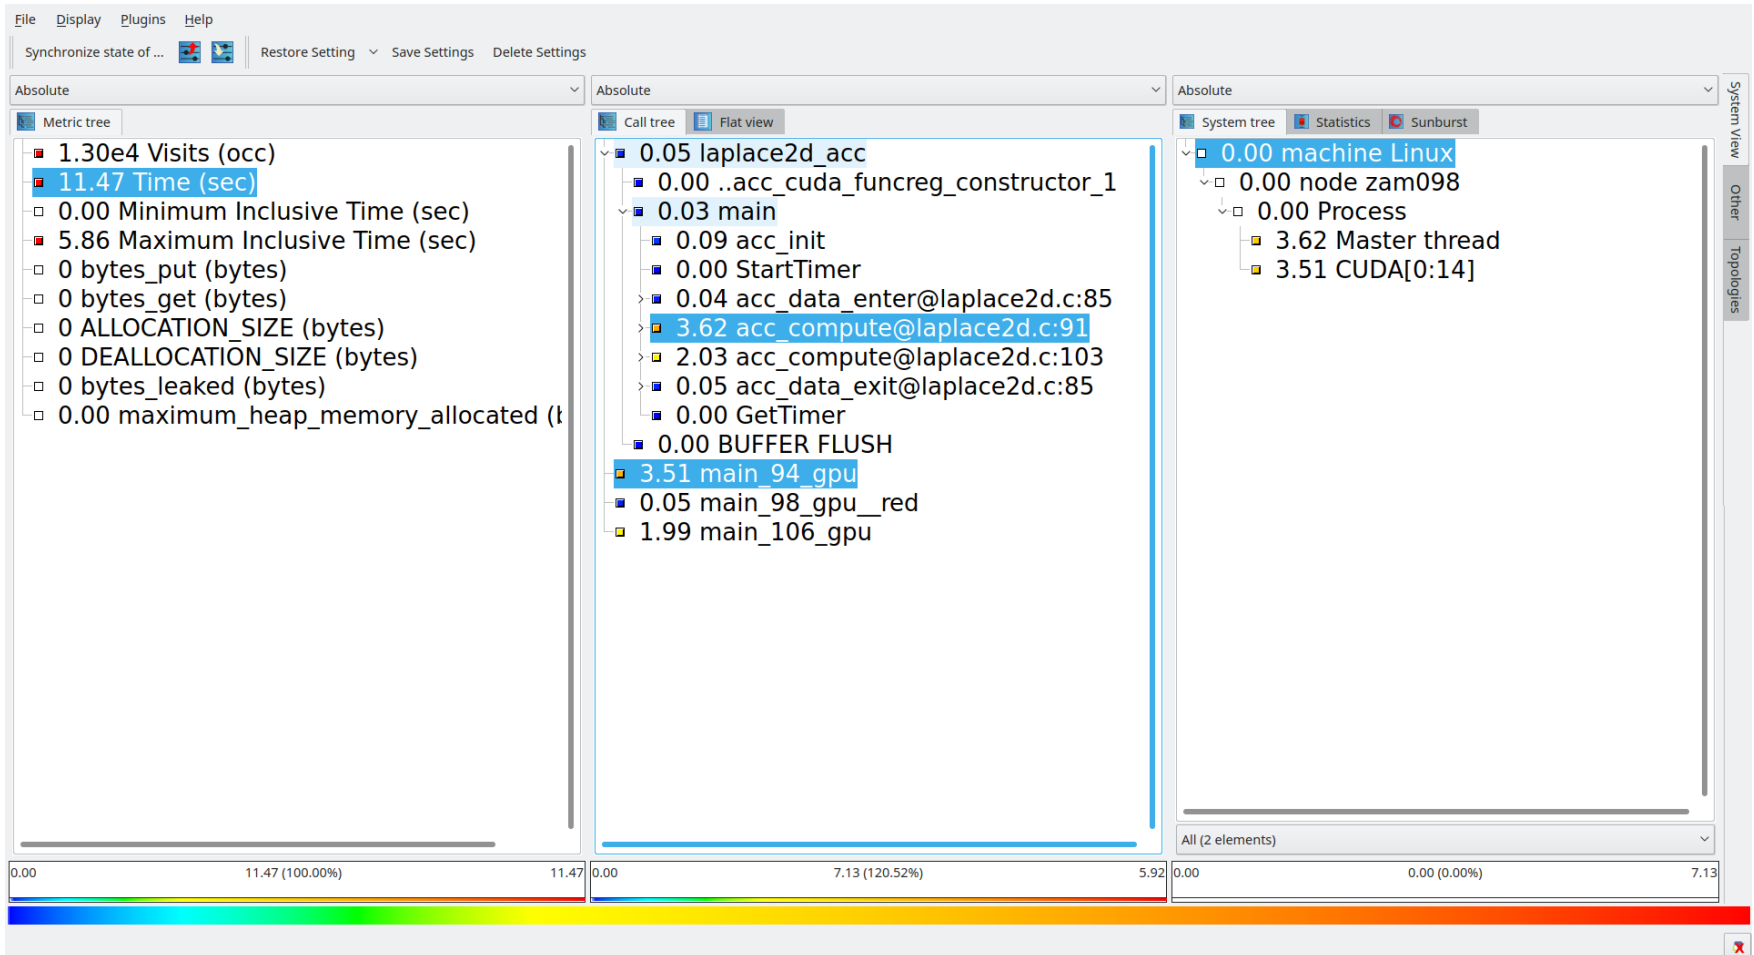 File Display Plugins Help
Synchronize state of ... Restore Setting Save Settings Delete Settings
Absolute
Metric tree
1.30e4 Visits (occ)
11.47 Time (sec)
0.00 Minimum Inclusive Time (sec)
5.86 Maximum Inclusive Time (sec)
0 bytes_put (bytes)
0 bytes_get (bytes)
0 ALLOCATION_SIZE (bytes)
0 DEALLOCATION_SIZE (bytes)
0 bytes_leaked (bytes)
0.00 maximum_heap_memory_allocated (b
0.00 11.47 (100.00%) 11.47
Absolute
Call tree Flat view
0.05 laplace2d_acc
0.00 ..acc_cuda_funcreg_constructor_1
0.03 main
0.09 acc_init
0.00 StartTimer
0.04 acc_data_enter@laplace2d.c:85
3.62 acc_compute@laplace2d.c:91
2.03 acc_compute@laplace2d.c:103
0.05 acc_data_exit@laplace2d.c:85
0.00 GetTimer
0.00 BUFFER FLUSH
3.51 main_94_gpu
0.05 main_98_gpu__red
1.99 main_106_gpu
0.00 7.13 (120.52%) 5.92
Absolute
System tree Statistics Sunburst
0.00 machine Linux
0.00 node zam098
0.00 Process
3.62 Master thread
3.51 CUDA[0:14]
All (2 elements)
0.00 0.00 (0.00%) 7.13
System View
Other
Topologies